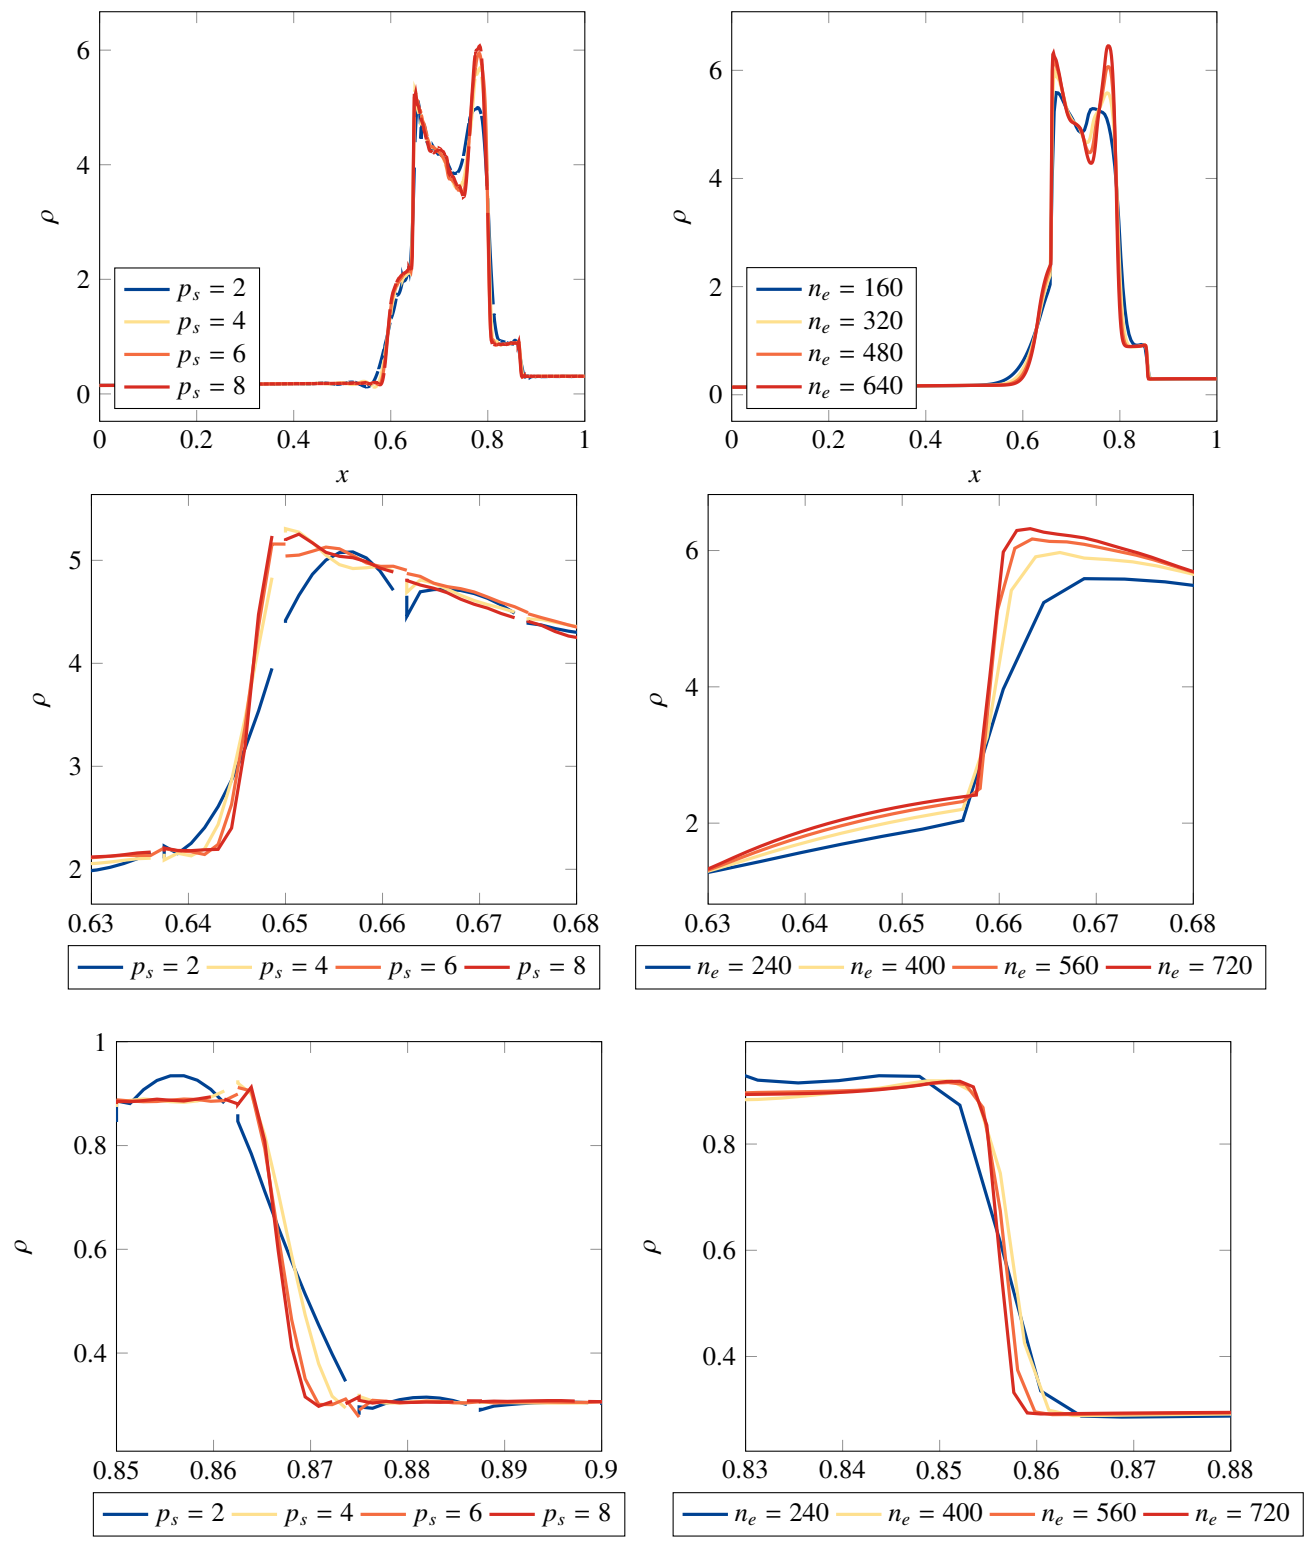 6
4
2
0
ρ
p_s = 2
p_s = 4
p_s = 6
p_s = 8
0 0.2 0.4 0.6 0.8 1
x
6
4
2
0
ρ
n_e = 160
n_e = 320
n_e = 480
n_e = 640
0 0.2 0.4 0.6 0.8 1
x
5
4
3
2
ρ
0.63 0.64 0.65 0.66 0.67 0.68
p_s = 2 p_s = 4 p_s = 6 p_s = 8
6
4
2
ρ
0.63 0.64 0.65 0.66 0.67 0.68
n_e = 240 n_e = 400 n_e = 560 n_e = 720
1
0.8
0.6
0.4
ρ
0.85 0.86 0.87 0.88 0.89 0.9
p_s = 2 p_s = 4 p_s = 6 p_s = 8
0.8
0.6
0.4
ρ
0.83 0.84 0.85 0.86 0.87 0.88
n_e = 240 n_e = 400 n_e = 560 n_e = 720